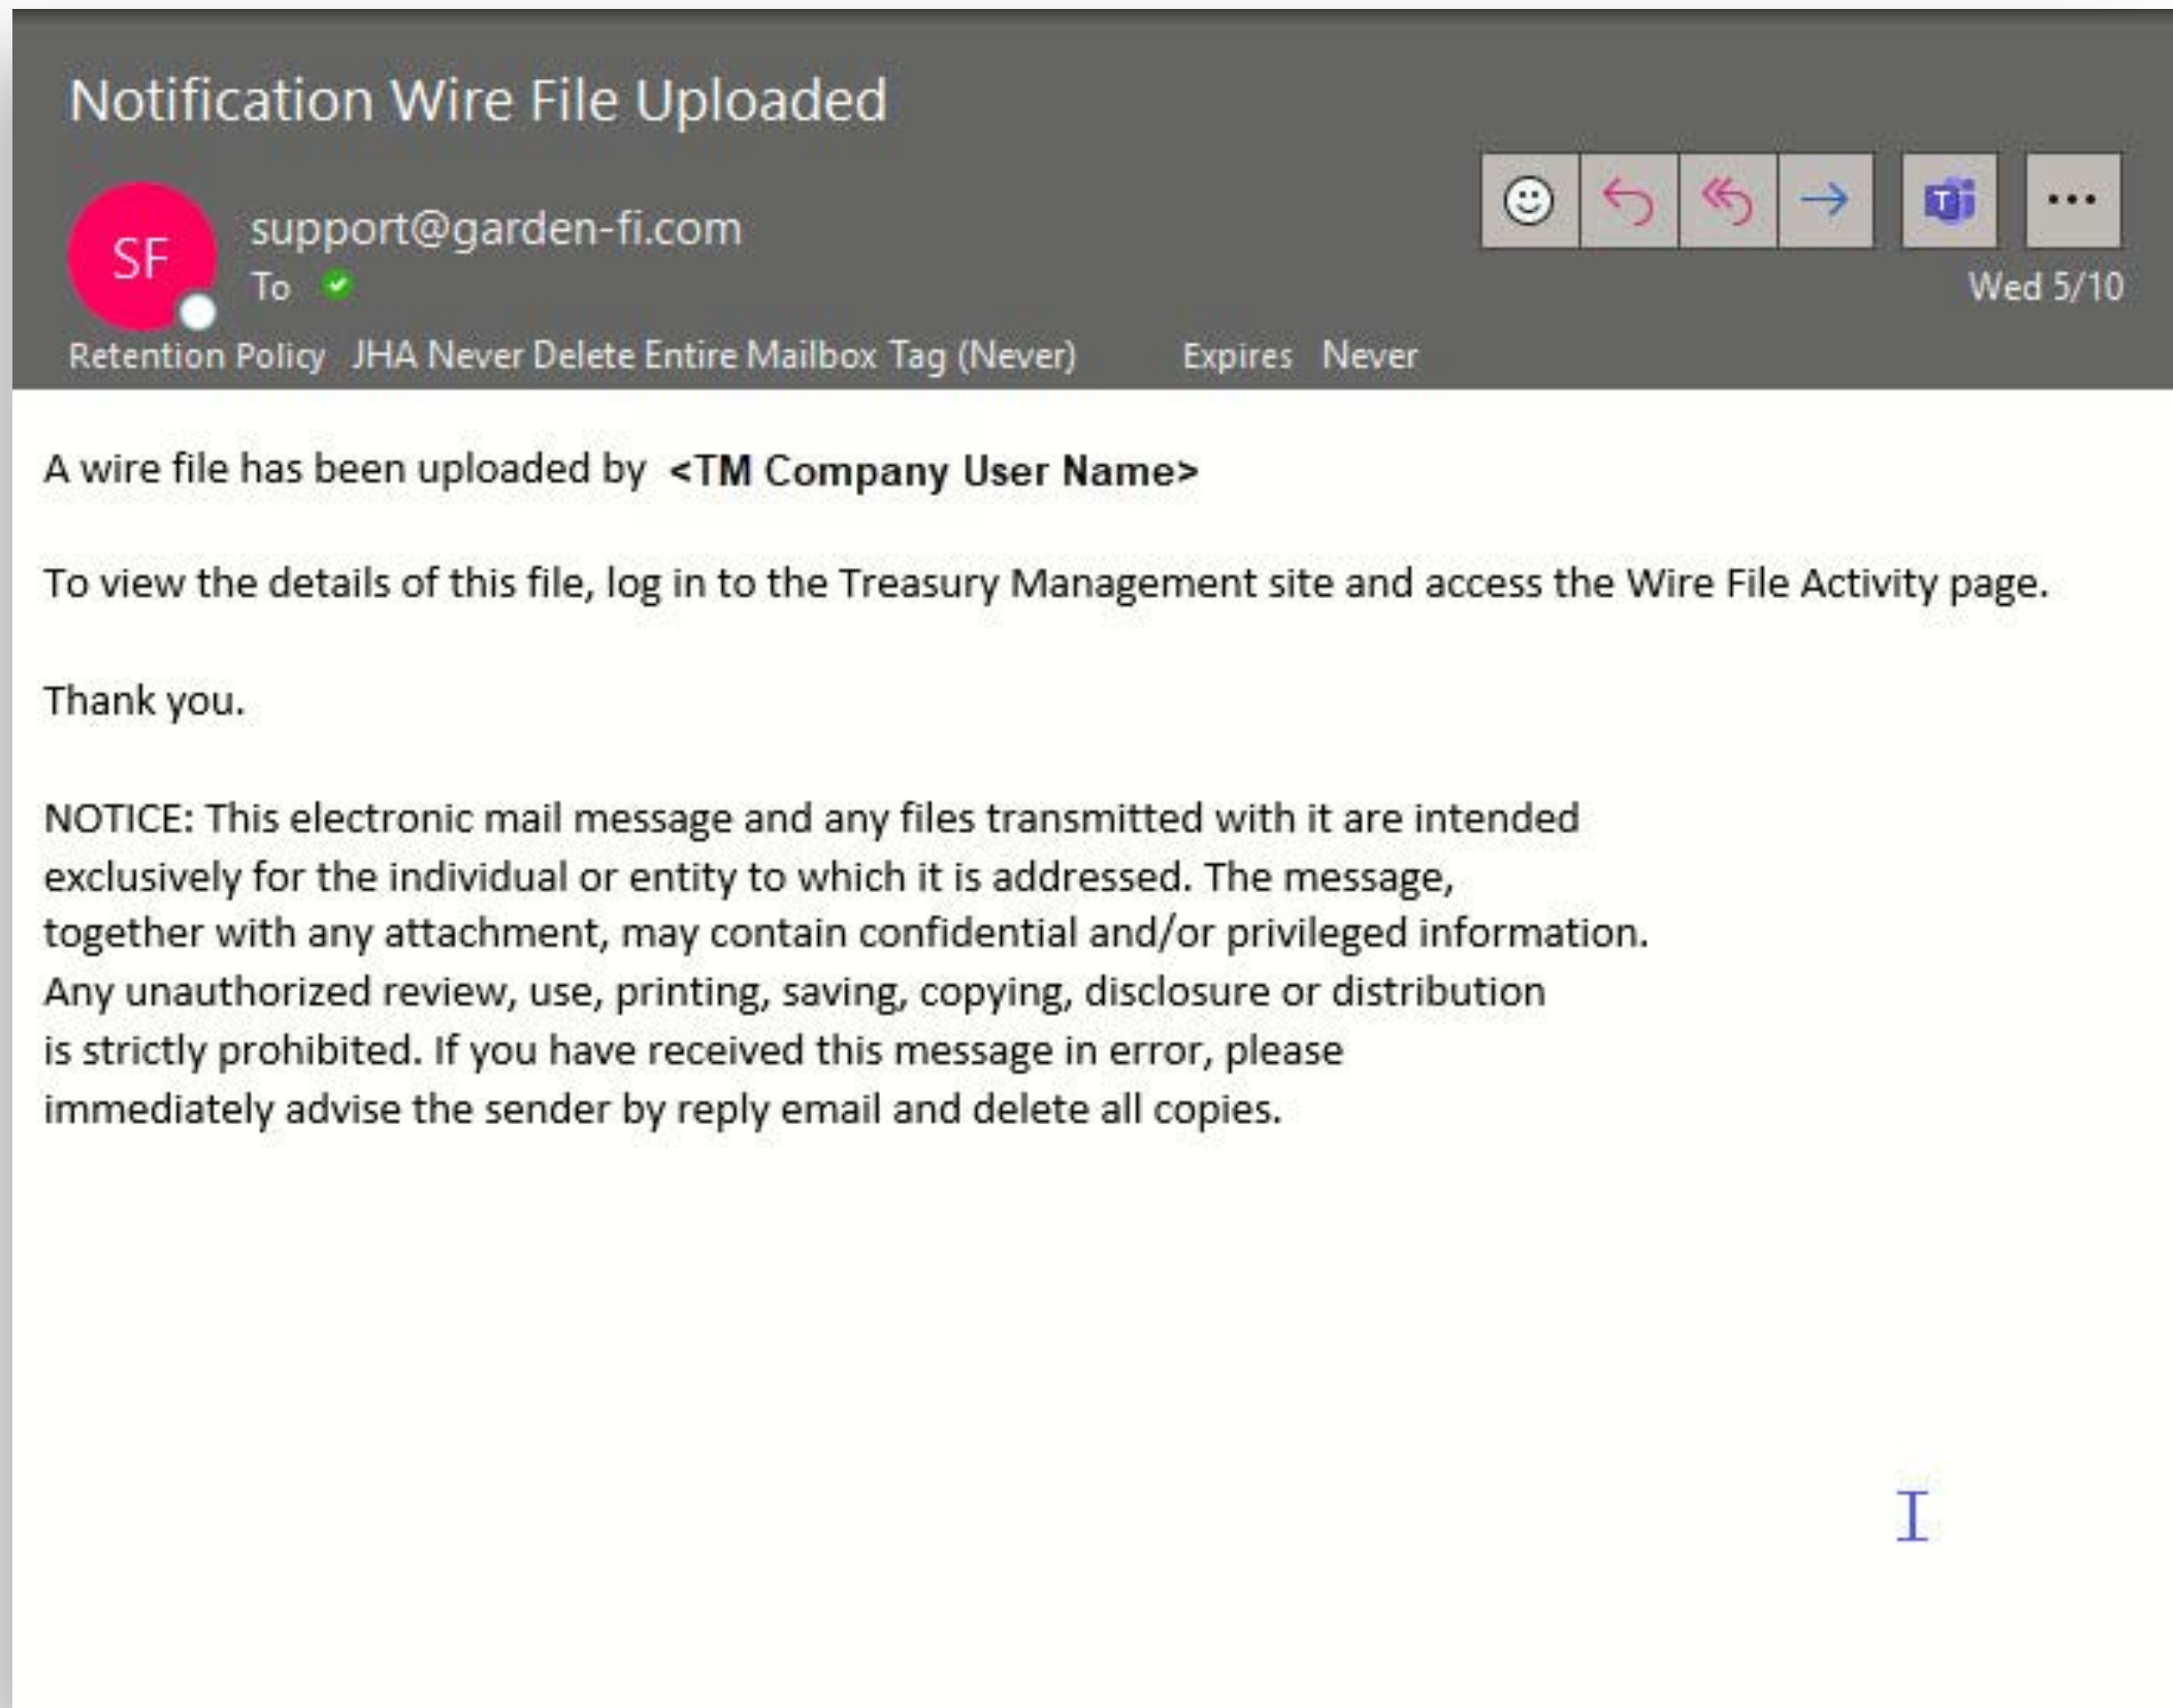 Notification Wire File Uploaded
SF
support@garden-fi.com
To
T
Wed 5/10
Retention Policy JHA Never Delete Entire Mailbox Tag (Never) Expires Never
A wire file has been uploaded by <TM Company User Name>
To view the details of this file, log in to the Treasury Management site and access the Wire File Activity page.
Thank you.
NOTICE: This electronic mail message and any files transmitted with it are intended
exclusively for the individual or entity to which it is addressed. The message,
together with any attachment, may contain confidential and/or privileged information.
Any unauthorized review, use, printing, saving, copying, disclosure or distribution
is strictly prohibited. If you have received this message in error, please
immediately advise the sender by reply email and delete all copies.